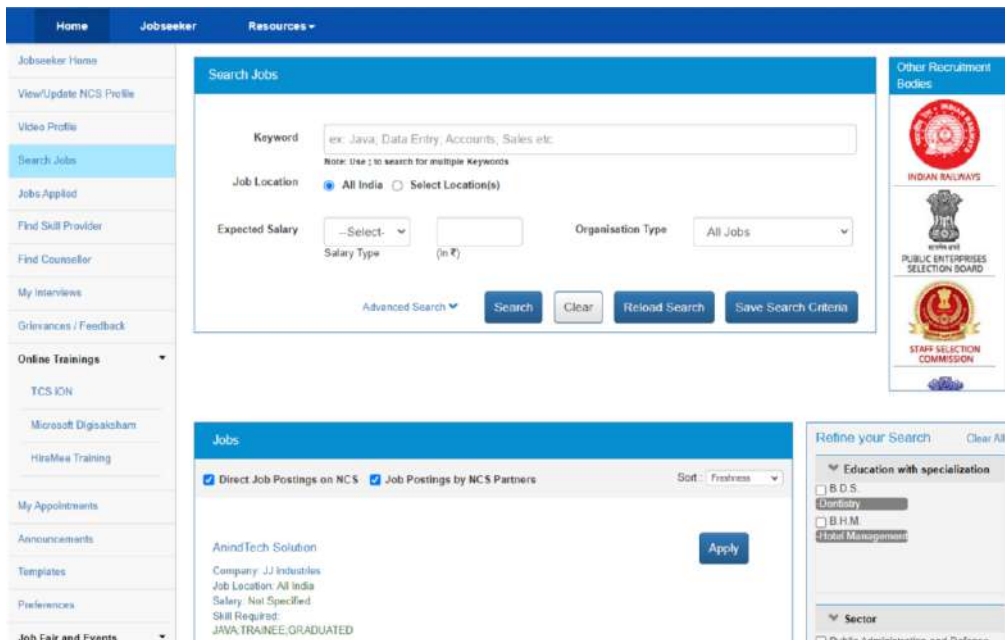 Home Jobseeker Resources
Jobseeker Home
View/Update NCS Profile
Video Profile
Search Jobs
Jobs Applied
Find Skill Provider
Find Counsellor
My Interviews
Grievances / Feedback
Online Trainings
TCS ION
Microsoft Digisaksham
HireMee Training
My Appointments
Announcements
Templates
Preferences
Job Fair and Events
Search Jobs
Keyword ex: Java; Data Entry; Accounts; Sales etc
Note: Use ; to search for multiple Keywords
Job Location All India Select Location(s)
Expected Salary --Select- Organisation Type All Jobs
Salary Type (in ₹)
Advanced Search Search Clear Reload Search Save Search Criteria
Other Recruitment
Bodies
INDIAN RAILWAYS
PUBLIC ENTERPRISES
SELECTION BOARD
STAFF SELECTION
COMMISSION
Jobs
Direct Job Postings on NCS Job Postings by NCS Partners Sort : Freshness
AnindTech Solution Apply
Company: JJ Industries
Job Location: All India
Salary: Not Specified
Skill Required:
JAVA;TRAINEE;GRADUATED
Refine your Search Clear All
Education with specialization
B.D.S.
-Dentistry
B.H.M.
-Hotel Management
Sector
Public Administration and Defence